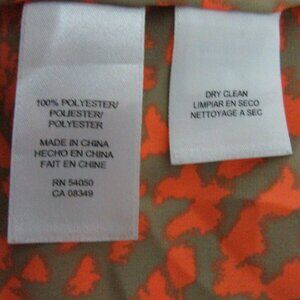 100% POLYESTER/
POLIESTER/
POLYESTER
MADE IN CHINA
HECHO EN CHINA
FAIT EN CHINE
RN 54050
CA 08349
DRY CLEAN
LIMPIAR EN SECO
NETTOYAGE A SEC